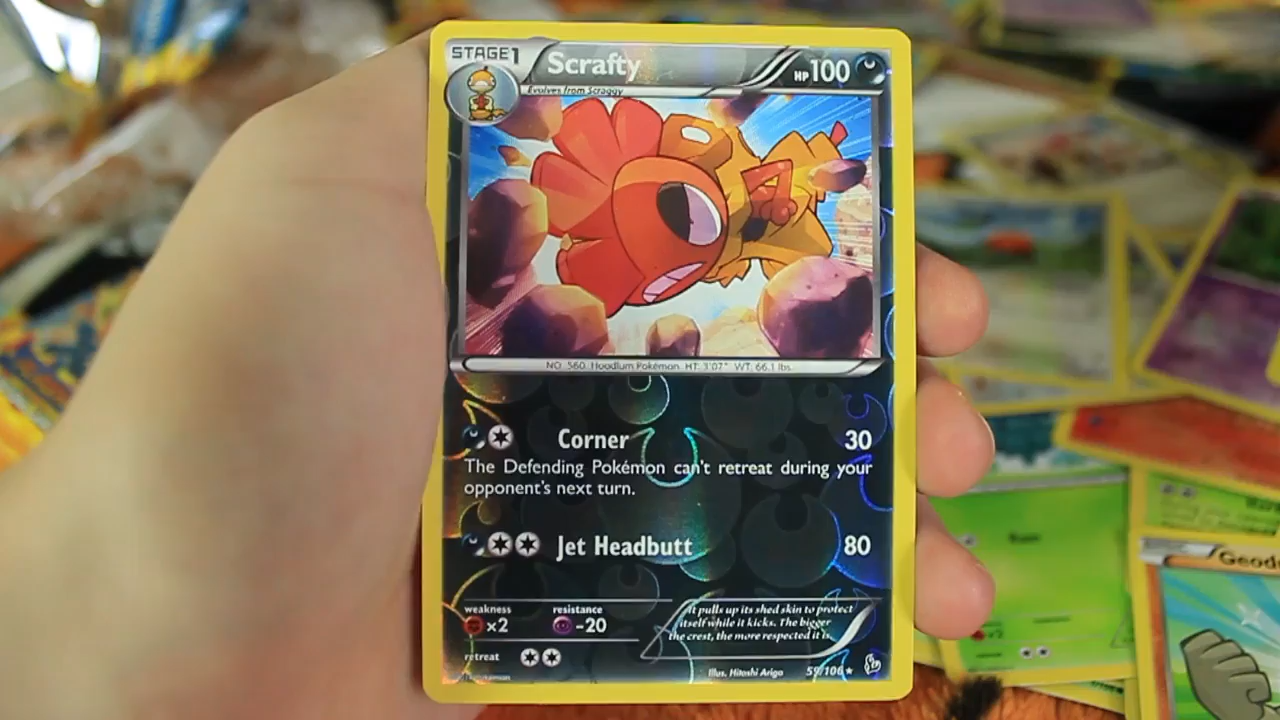 STAGE1
Scrafty
HP 100
Evolves from Scraggy
NO. 560 Hoodlum Pokémon HT: 3'07" WT: 66.1 lbs.
Corner 30
The Defending Pokémon can't retreat during your
opponent's next turn.
Jet Headbutt 80
weakness resistance
x2 -20
retreat
It pulls up its shed skin to protect
itself while it kicks. The bigger
the crest, the more respected it is.
Illus. Hitoshi Ariga 59/106★
Geod